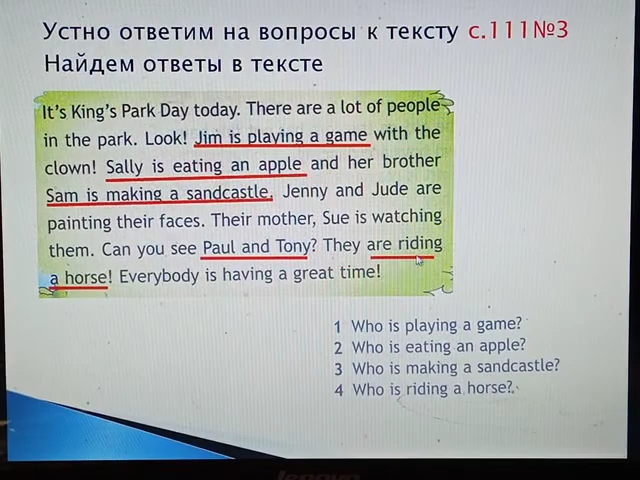 Устно ответим на вопросы к тексту с.111№3
Найдем ответы в тексте
It's King's Park Day today. There are a lot of people
in the park. Look! Jim is playing a game with the
clown! Sally is eating an apple and her brother
Sam is making a sandcastle. Jenny and Jude are
painting their faces. Their mother, Sue is watching
them. Can you see Paul and Tony? They are riding
a horse! Everybody is having a great time!
1 Who is playing a game?
2 Who is eating an apple?
3 Who is making a sandcastle?
4 Who is riding a horse?